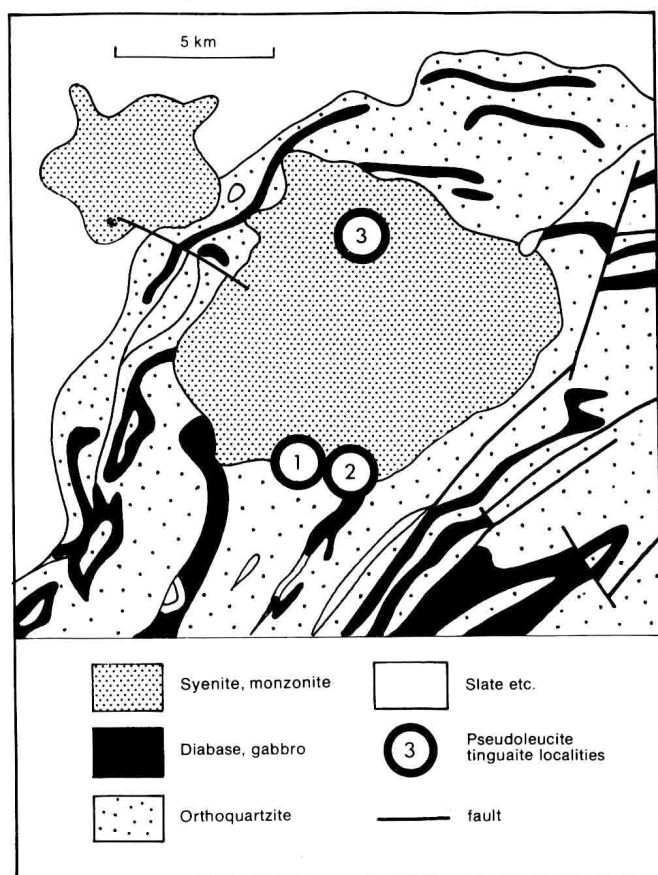 5 km
3
1
2
Syenite, monzonite
Slate etc.
Diabase, gabbro
3
Pseudoleucite
tinguaite localities
Orthoquartzite
fault